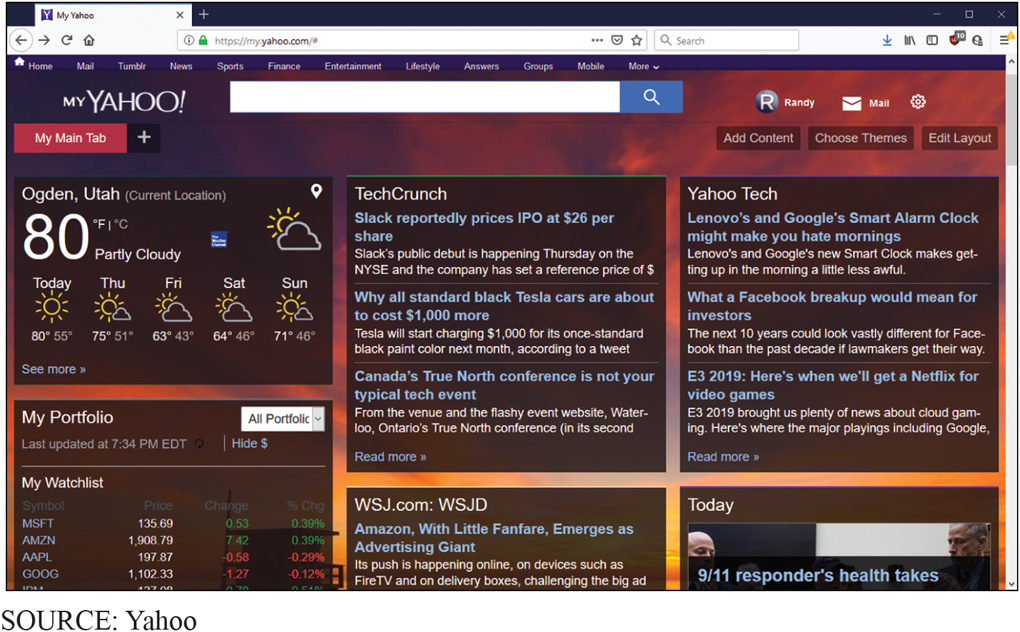 My Yahoo
https://my.yahoo.com/#
Search
10
Home Mail Tumblr News Sports Finance Entertainment Lifestyle Answers Groups Mobile More
MY YAHOO!
R Randy Mail
My Main Tab +
Add Content Choose Themes Edit Layout
Ogden, Utah (Current Location)
80 °F | °C
Partly Cloudy
Today Thu Fri Sat Sun
80° 55° 75° 51° 63° 43° 64° 46° 71° 46°
See more »
My Portfolio All Portfolic
Last updated at 7:34 PM EDT Hide $
My Watchlist
Symbol Price Change % Chg
MSFT 135.69 0.53 0.39%
AMZN 1,908.79 7.42 0.39%
AAPL 197.87 -0.58 -0.29%
GOOG 1,102.33 -1.27 -0.12%
TechCrunch
Slack reportedly prices IPO at $26 per
share
Slack's public debut is happening Thursday on the
NYSE and the company has set a reference price of $
Why all standard black Tesla cars are about
to cost $1,000 more
Tesla will start charging $1,000 for its once-standard
black paint color next month, according to a tweet
Canada's True North conference is not your
typical tech event
From the venue and the flashy event website, Water-
loo, Ontario's True North conference (in its second
Read more »
WSJ.com: WSJD
Amazon, With Little Fanfare, Emerges as
Advertising Giant
Its push is happening online, on devices such as
FireTV and on delivery boxes, challenging the big ad
Yahoo Tech
Lenovo's and Google's Smart Alarm Clock
might make you hate mornings
Lenovo's and Google's new Smart Clock makes get-
ting up in the morning a little less awful.
What a Facebook breakup would mean for
investors
The next 10 years could look vastly different for Face-
book than the past decade if lawmakers get their way.
E3 2019: Here's when we'll get a Netflix for
video games
E3 2019 brought us plenty of news about cloud gam-
ing. Here's where the major playings including Google,
Read more »
Today
9/11 responder's health takes
SOURCE: Yahoo